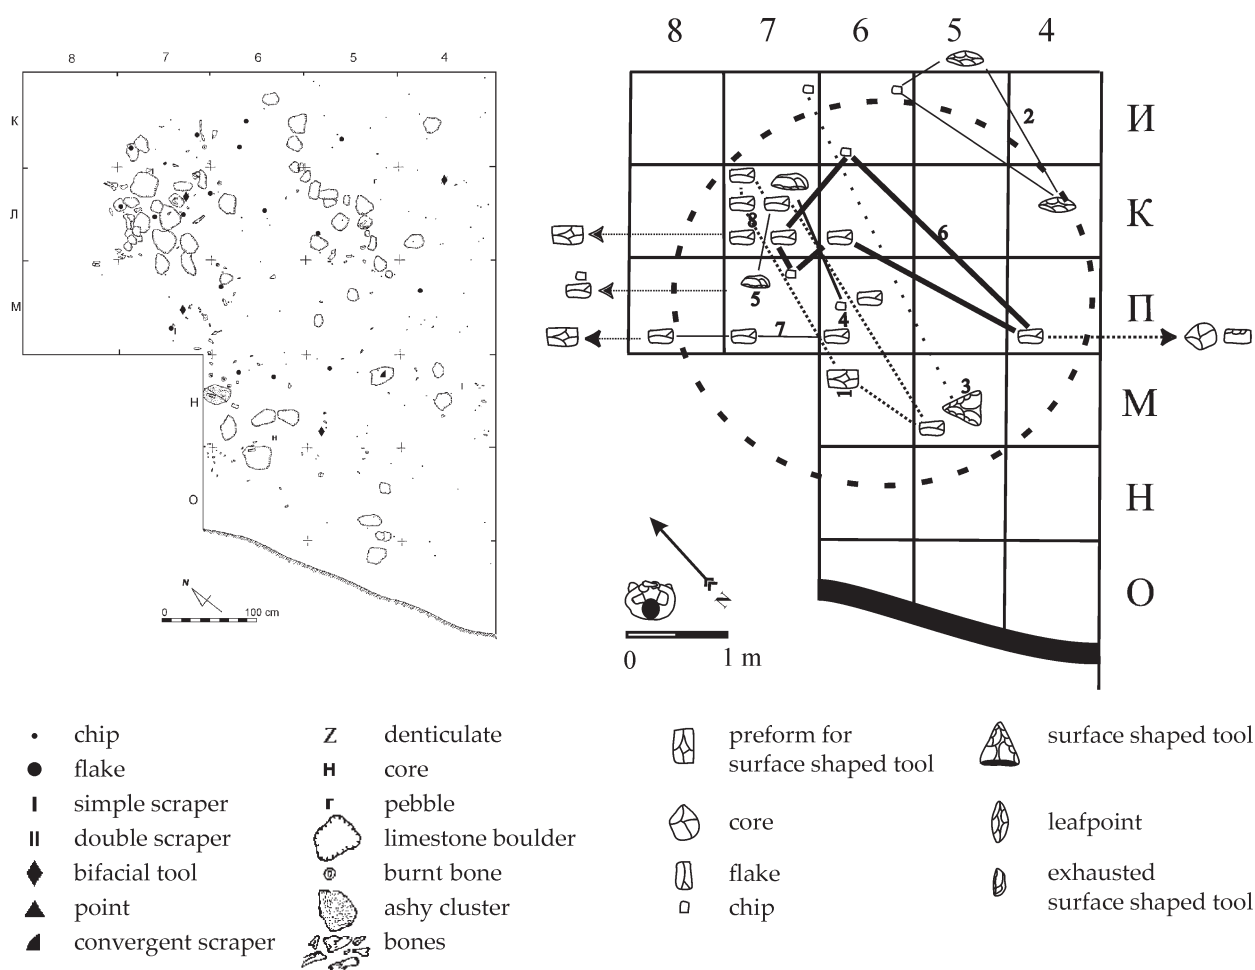 8 7 6 5 4
К
Л
М
Н
О
г
н
N
0 100 cm
8 7 6 5 4
И
К
П
М
Н
О
2
8
6
5
4
7
1
3
N
0 1 m
chip
flake
simple scraper
double scraper
bifacial tool
point
convergent scraper
Z denticulate
н core
г pebble
limestone boulder
burnt bone
ashy cluster
bones
preform for
surface shaped tool
core
flake
chip
surface shaped tool
leafpoint
exhausted
surface shaped tool